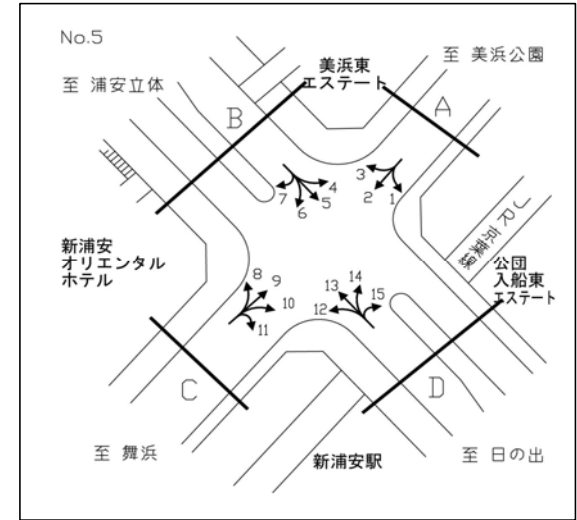 No.5
美浜東
エステート
至 美浜公園
至 浦安立体
B
A
3
2
1
7
6
5
4
JR京葉線
新浦安
オリエンタル
ホテル
公団
入船東
エステート
8
9
10
11
12
13
14
15
C
D
至 舞浜
新浦安駅
至 日の出